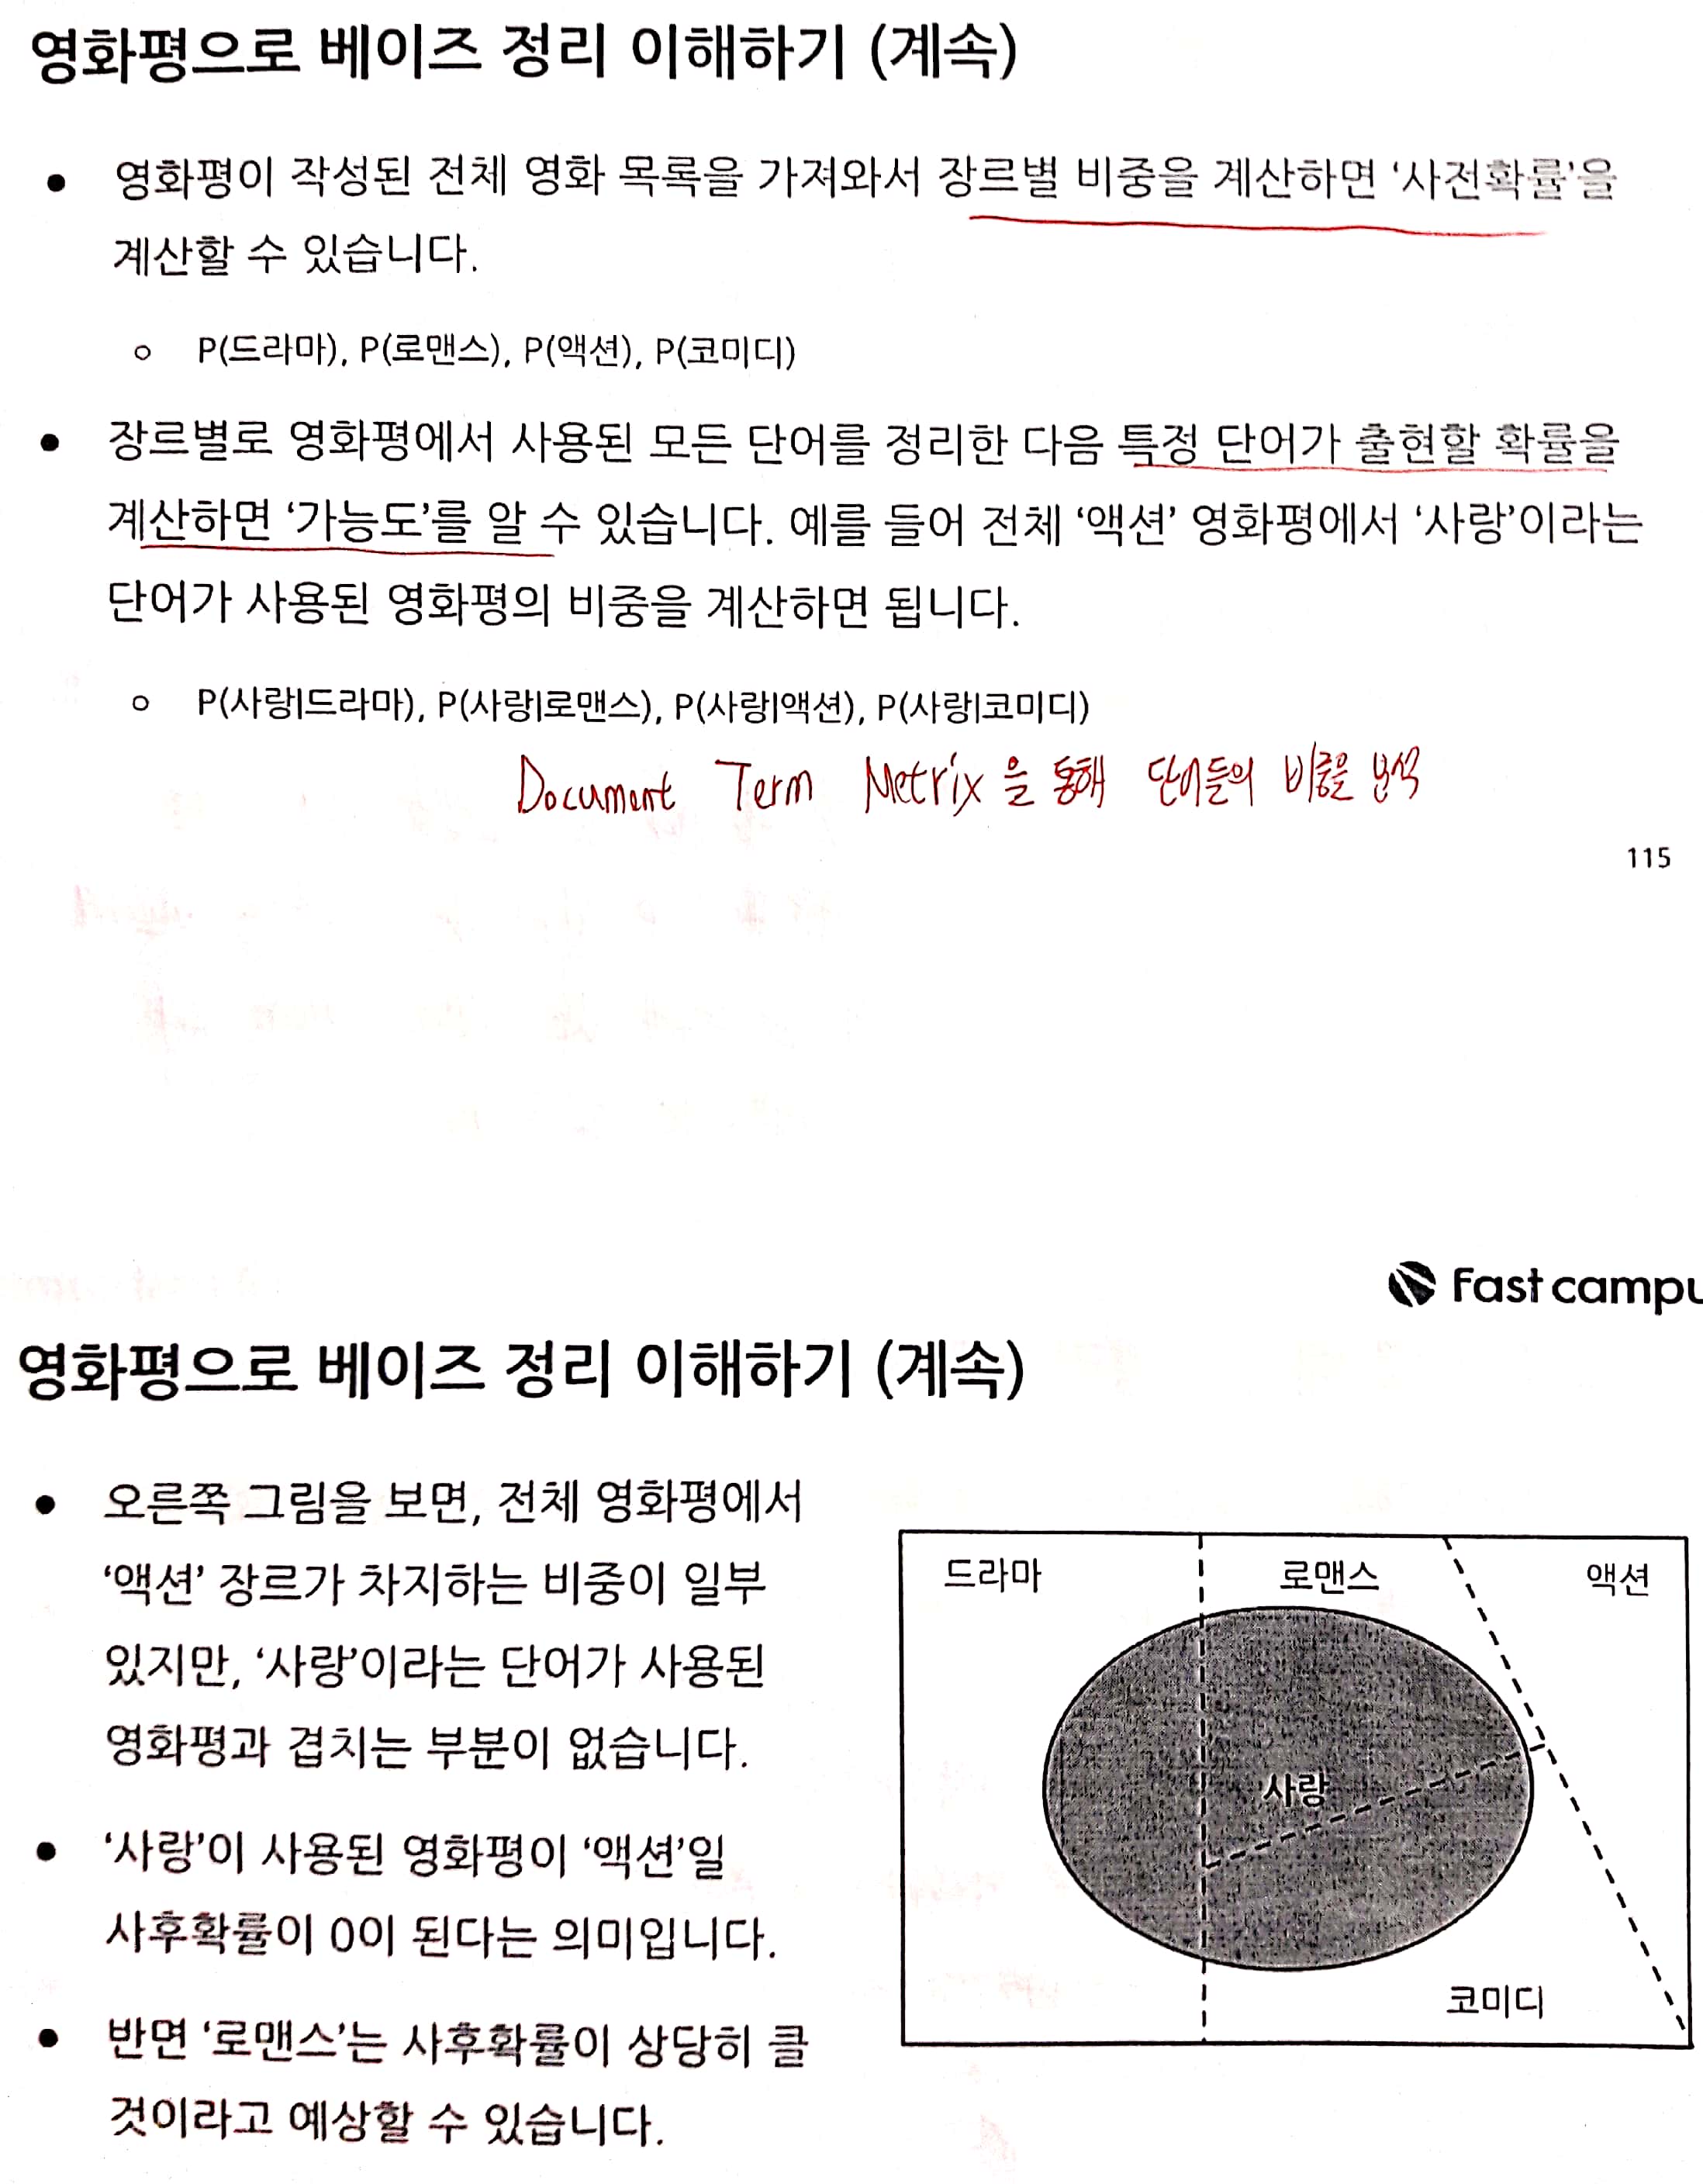 영화평으로 베이즈 정리 이해하기 (계속)
• 영화평이 작성된 전체 영화 목록을 가져와서 장르별 비중을 계산하면 ‘사전확률’을
계산할 수 있습니다.
○ P(드라마), P(로맨스), P(액션), P(코미디)
• 장르별로 영화평에서 사용된 모든 단어를 정리한 다음 특정 단어가 출현할 확률을
계산하면 ‘가능도’를 알 수 있습니다. 예를 들어 전체 ‘액션’ 영화평에서 ‘사랑’이라는
단어가 사용된 영화평의 비중을 계산하면 됩니다.
○ P(사랑|드라마), P(사랑|로맨스), P(사랑|액션), P(사랑|코미디)
Document Term Metrix을 통해 단어들의 비중을 분석
115
Fast campu
영화평으로 베이즈 정리 이해하기 (계속)
• 오른쪽 그림을 보면, 전체 영화평에서
‘액션’ 장르가 차지하는 비중이 일부
있지만, ‘사랑’이라는 단어가 사용된
영화평과 겹치는 부분이 없습니다.
• ‘사랑’이 사용된 영화평이 ‘액션’일
사후확률이 0이 된다는 의미입니다.
• 반면 ‘로맨스’는 사후확률이 상당히 클
것이라고 예상할 수 있습니다.
드라마 로맨스 액션
사랑
코미디